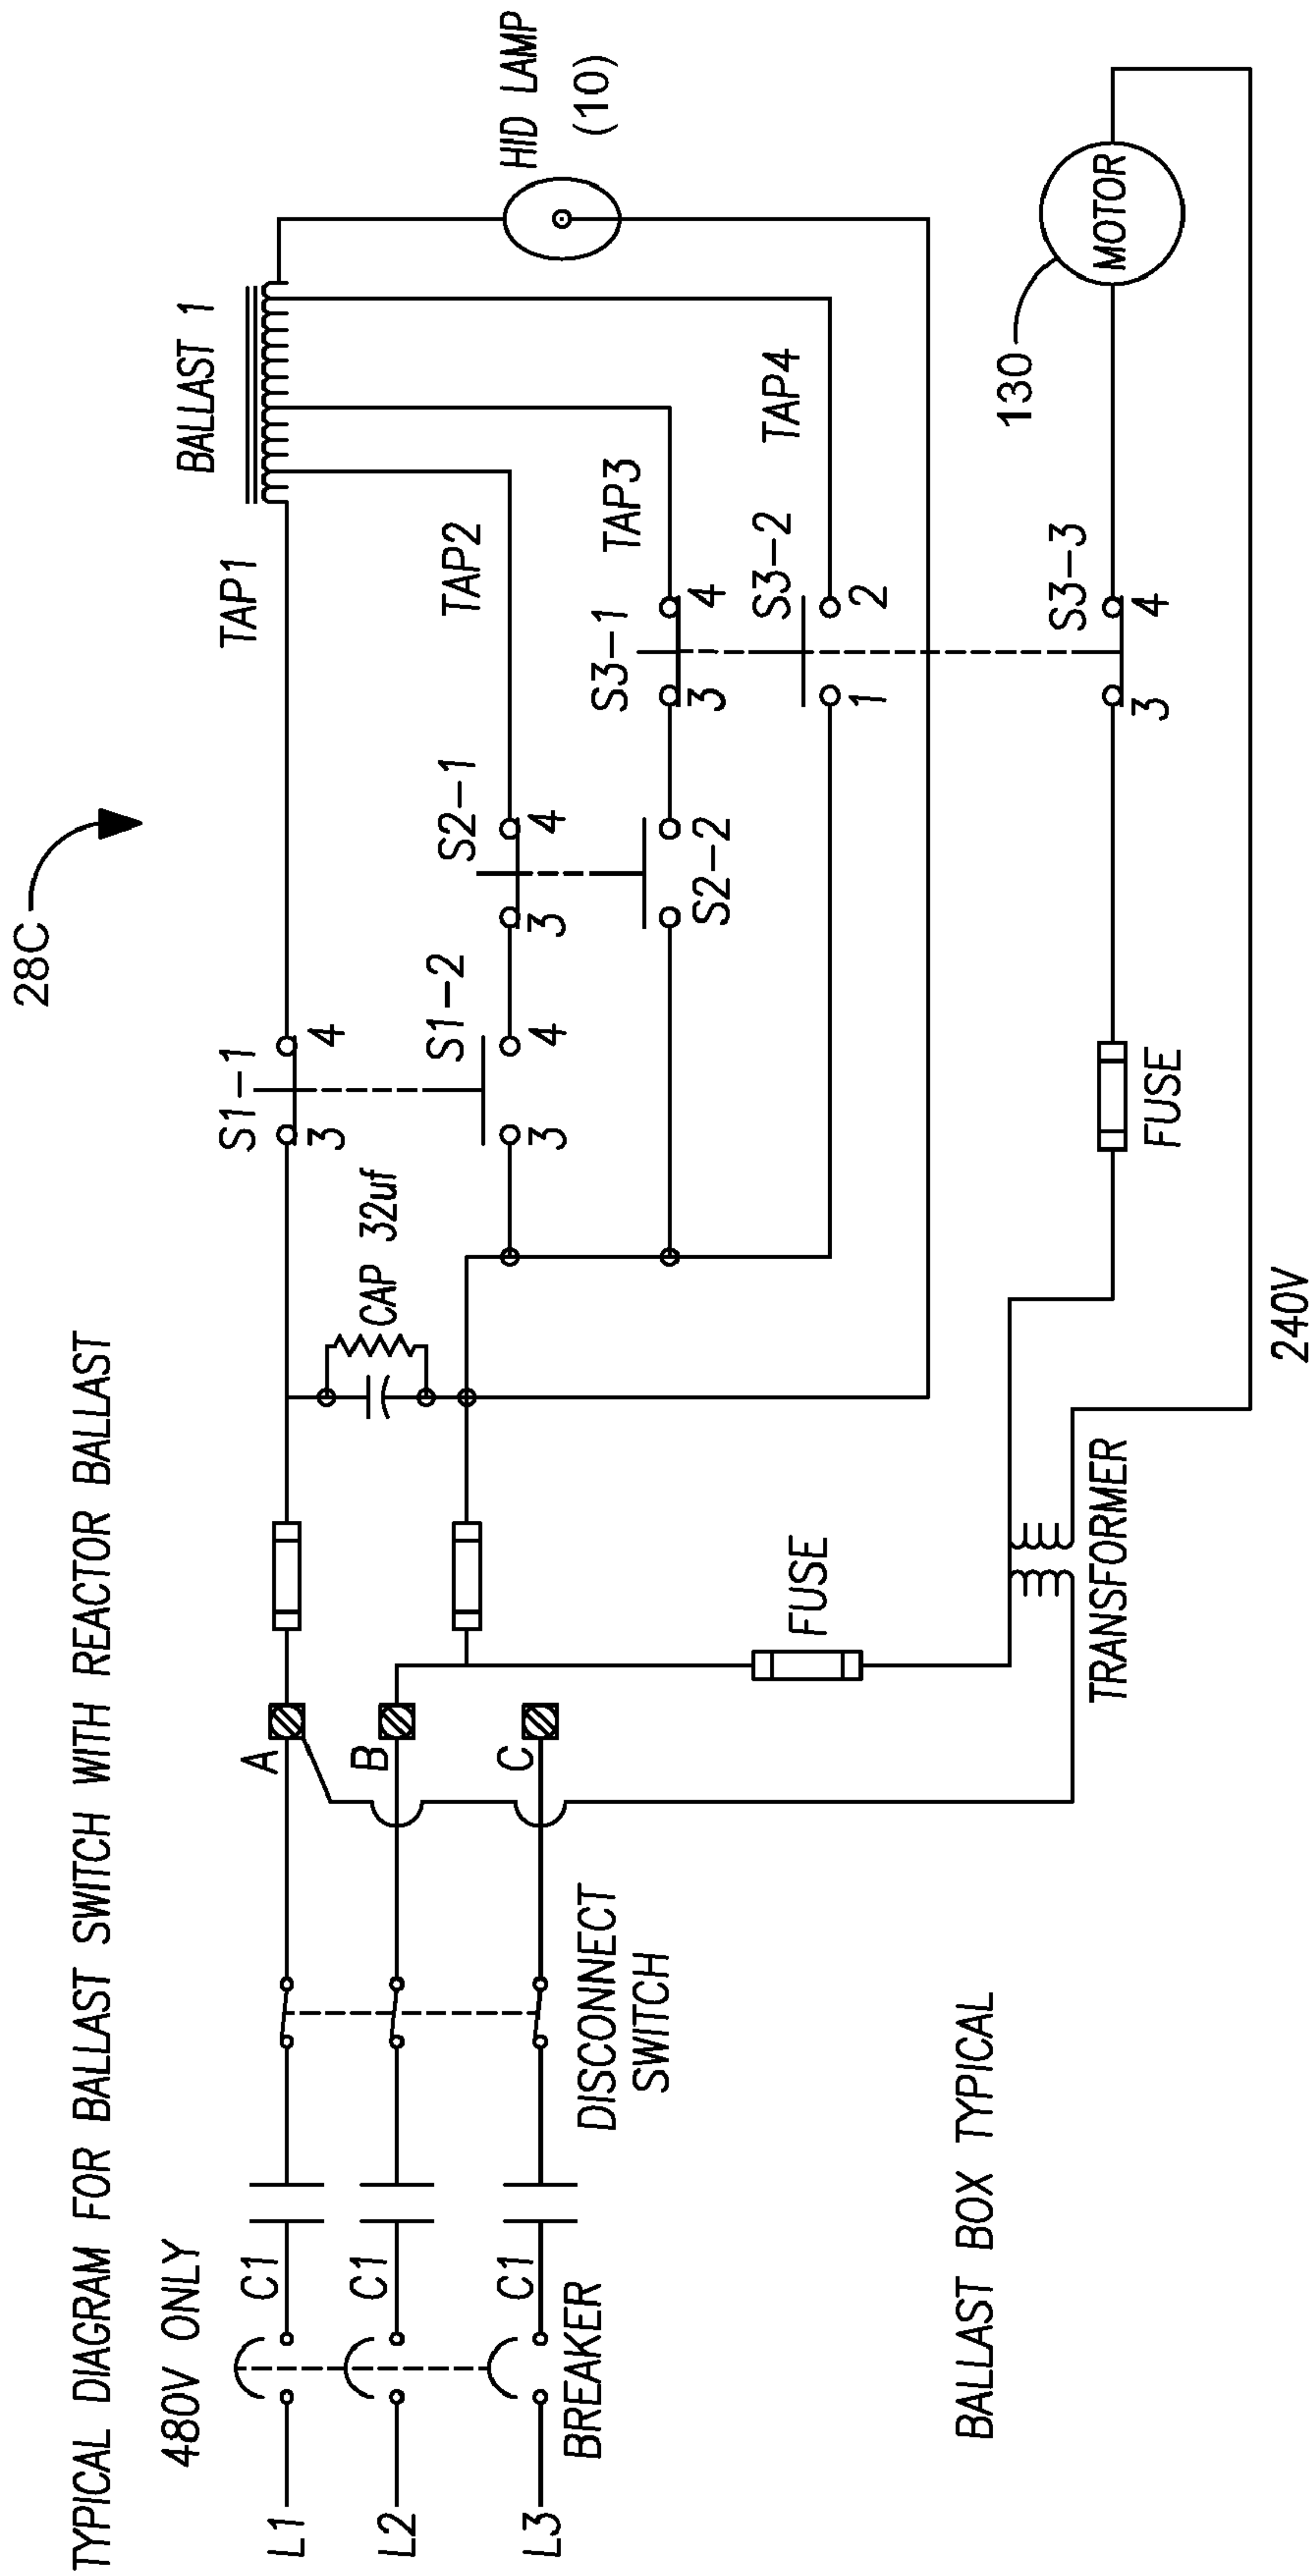 TYPICAL DIAGRAM FOR BALLAST SWITCH WITH REACTOR BALLAST
28C
480V ONLY
BALLAST 1
L1
C1
A
S1-1
3
4
TAP1
HID LAMP
(10)
CAP 32uf
L2
C1
B
S1-2
3
4
S2-1
3
4
TAP2
L3
C1
C
BREAKER
DISCONNECT
SWITCH
S2-2
S3-1
3
4
TAP3
S3-2
1
2
TAP4
FUSE
BALLAST BOX TYPICAL
TRANSFORMER
FUSE
S3-3
3
4
MOTOR
130
240V